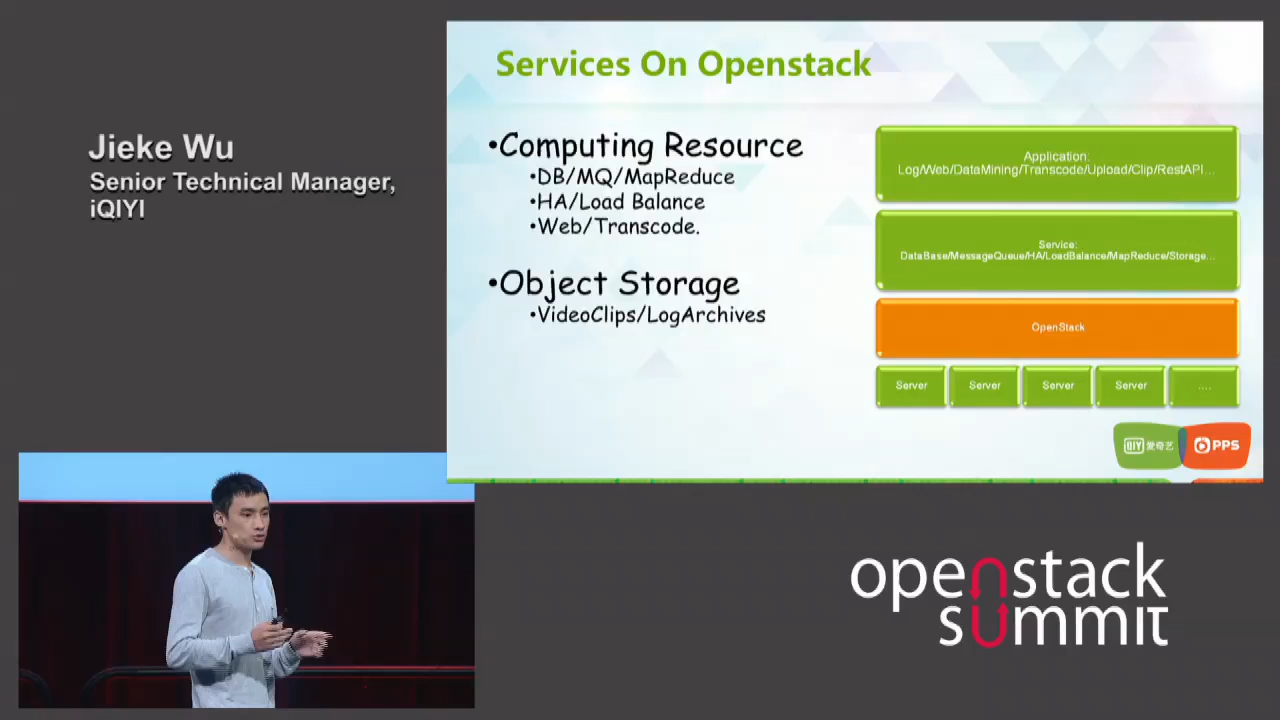 Jieke Wu
Senior Technical Manager,
iQIYI
Services On Openstack
•Computing Resource
•DB/MQ/MapReduce
•HA/Load Balance
•Web/Transcode.
•Object Storage
•VideoClips/LogArchives
Application:
Log/Web/DataMining/Transcode/Upload/Clip/RestAPI...
Service:
DataBase/MessageQueue/HA/LoadBalance/MapReduce/Storage...
OpenStack
Server Server Server Server ....
QIY 爱奇艺 PPS
openstack
summit